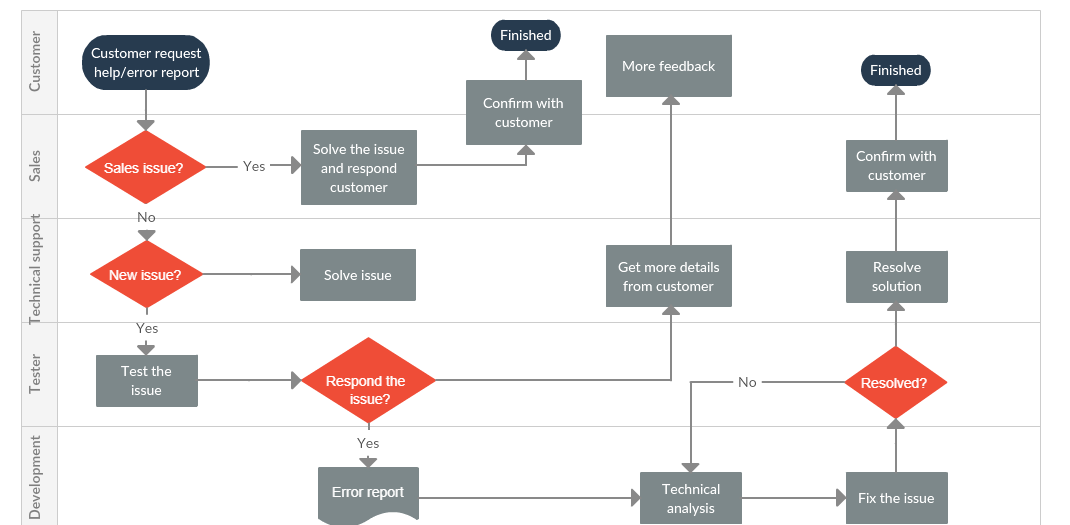 Customer
Customer request
help/error report
Finished
Confirm with
customer
More feedback
Finished
Sales
Sales issue?
Yes
Solve the issue
and respond
customer
Confirm with
customer
No
Technical support
New issue?
Solve issue
Get more details
from customer
Resolve
solution
Yes
Tester
Test the
issue
Respond the
issue?
No
Resolved?
Yes
Development
Error report
Technical
analysis
Fix the issue